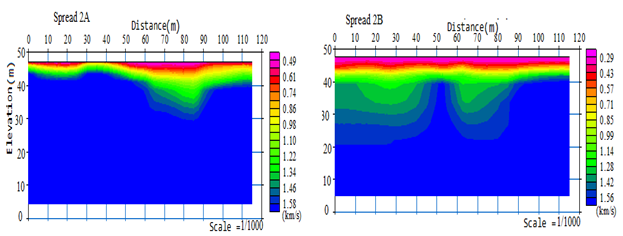 Spread 2A
Distance(m)
0 10 20 30 40 50 60 70 80 90 100 110 120
Elevation(m)
50
40
30
20
10
0
0.49
0.61
0.74
0.86
0.98
1.10
1.22
1.34
1.46
1.58
(km/s)
Scale =1/1000
Spread 2B
Distance(m)
0 10 20 30 40 50 60 70 80 90 100 110 120
50
40
30
20
10
0
0.29
0.43
0.57
0.71
0.85
0.99
1.14
1.28
1.42
1.56
(km/s)
Scale =1/1000